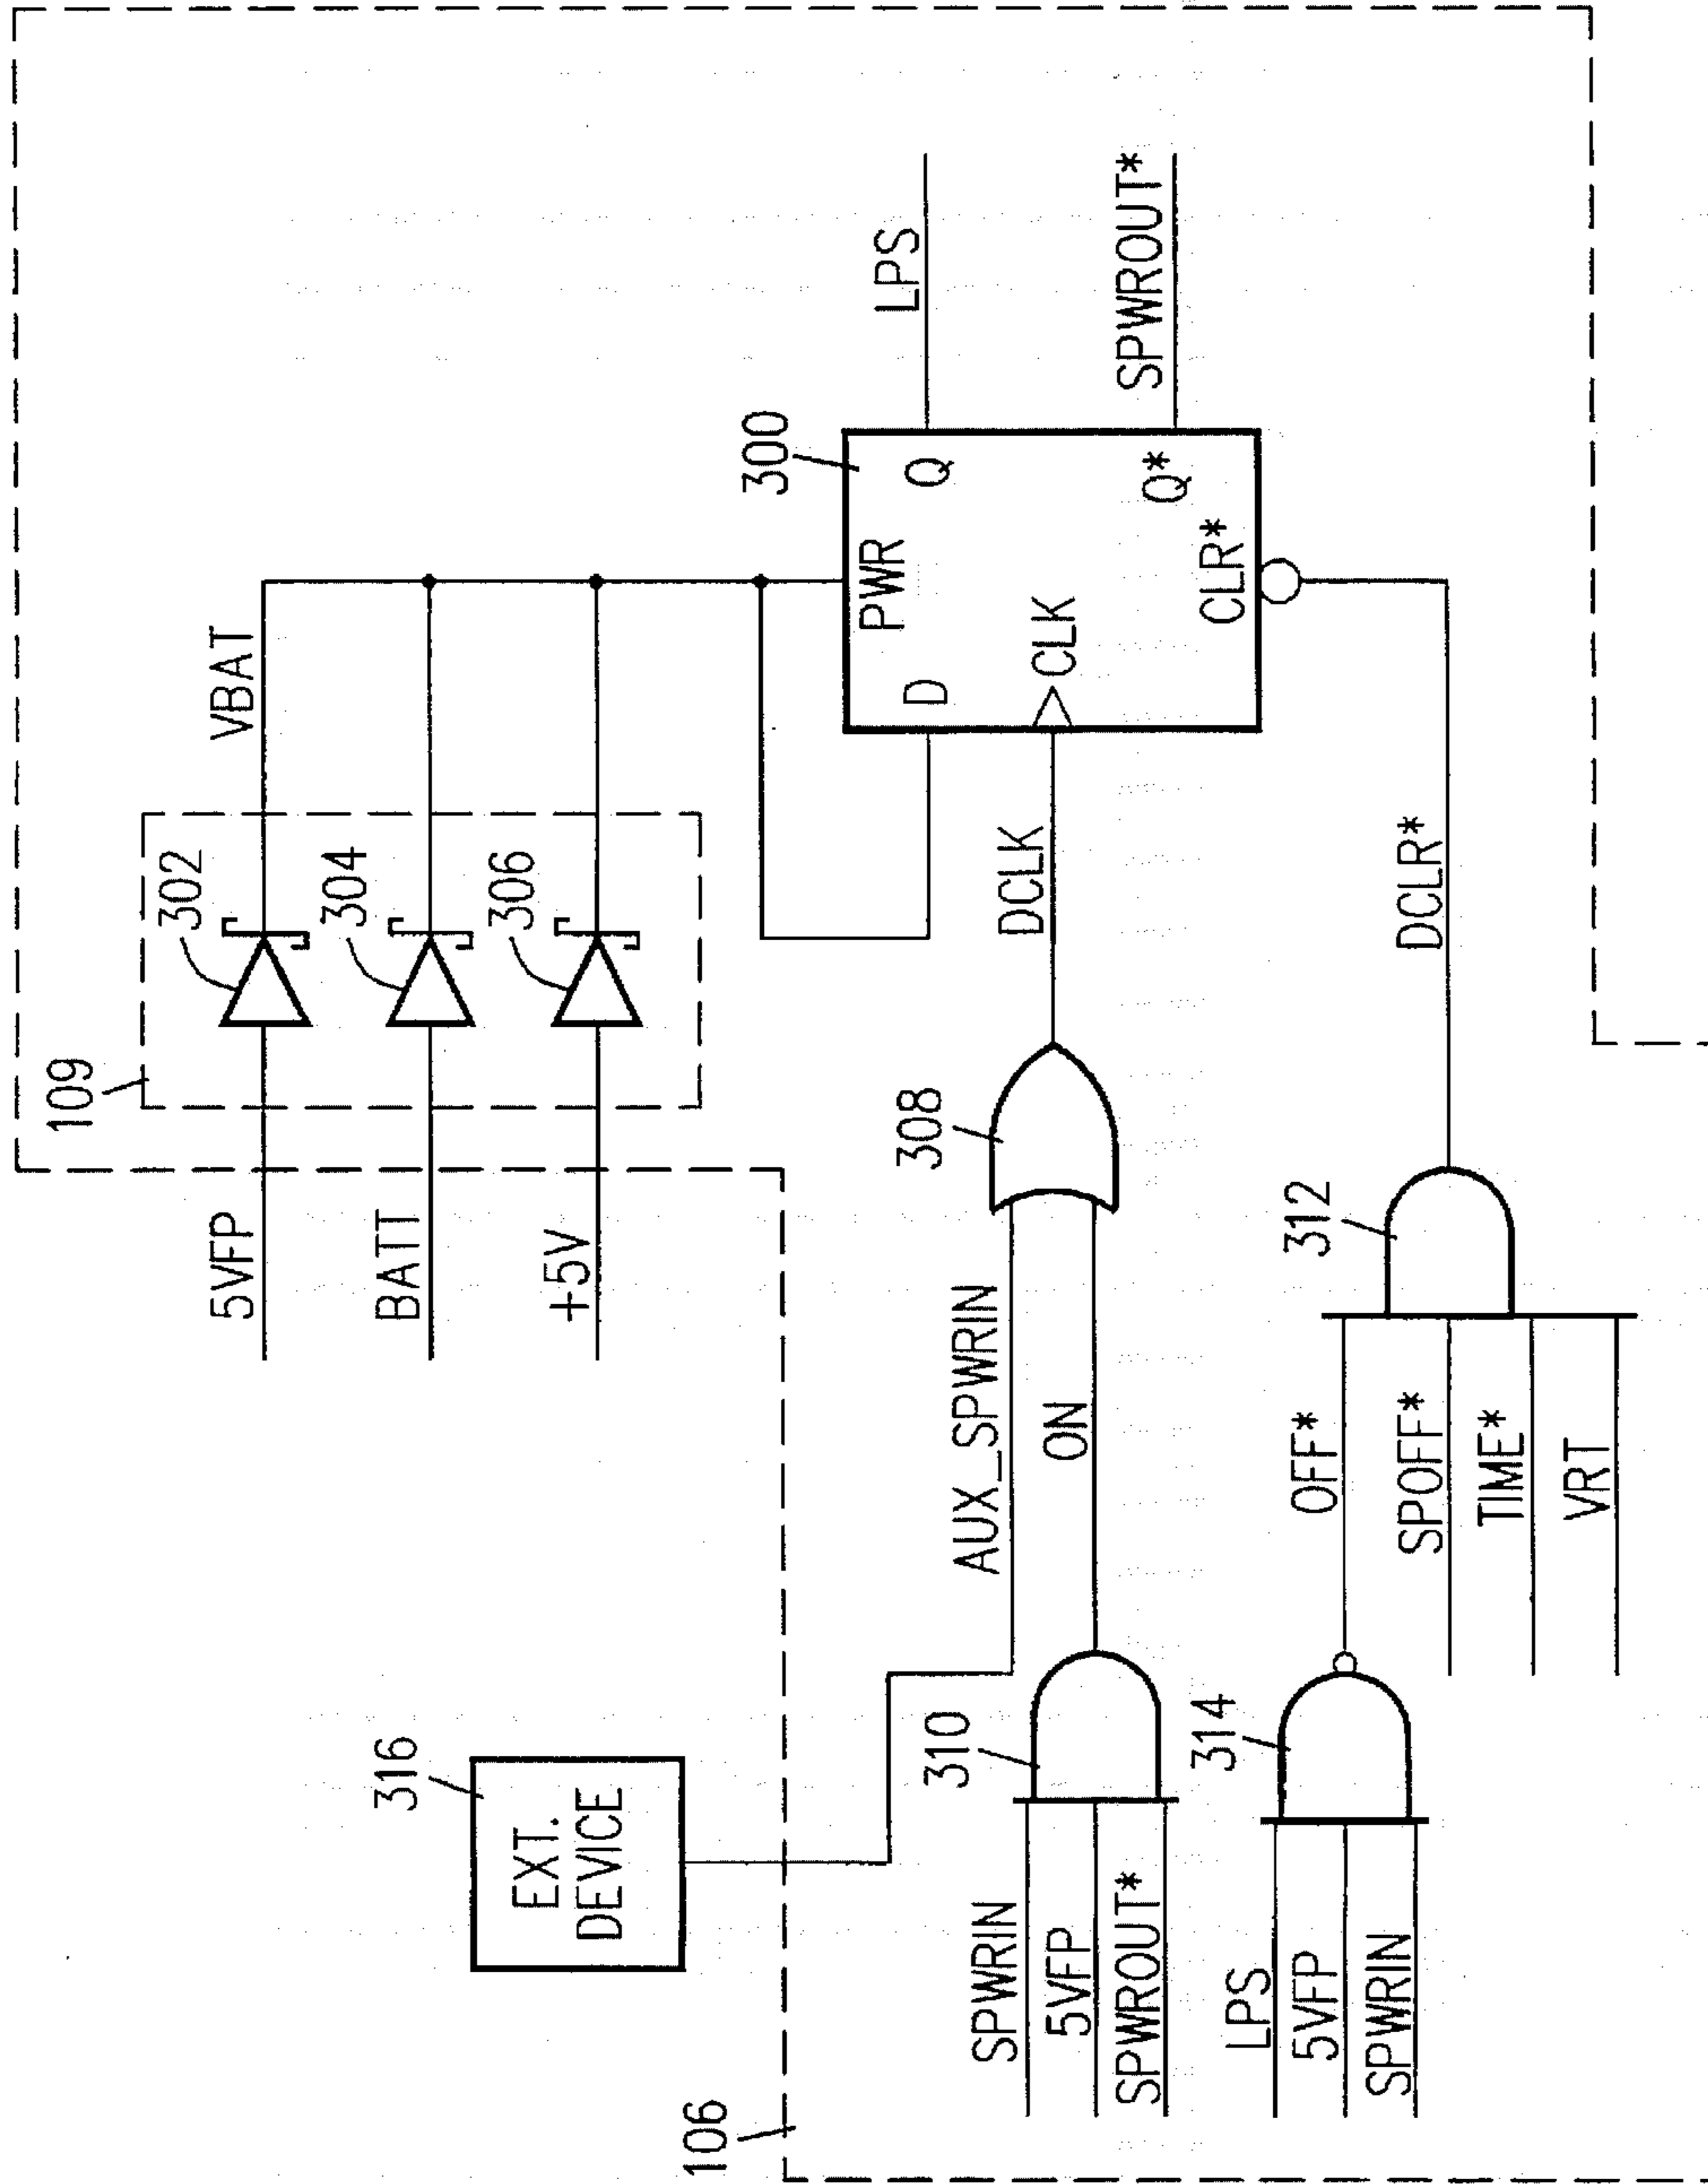 109
302
304
306
5VFP
BATT
+5V
VBAT
316
EXT.
DEVICE
106
AUX_SPWRIN
ON
308
DCLK
300
PWR
D
Q
CLK
Q*
CLR*
LPS
SPWROUT*
310
SPWRIN
5VFP
SPWROUT*
314
LPS
5VFP
SPWRIN
312
OFF*
SPOFF*
TIME*
VRT
DCLR*